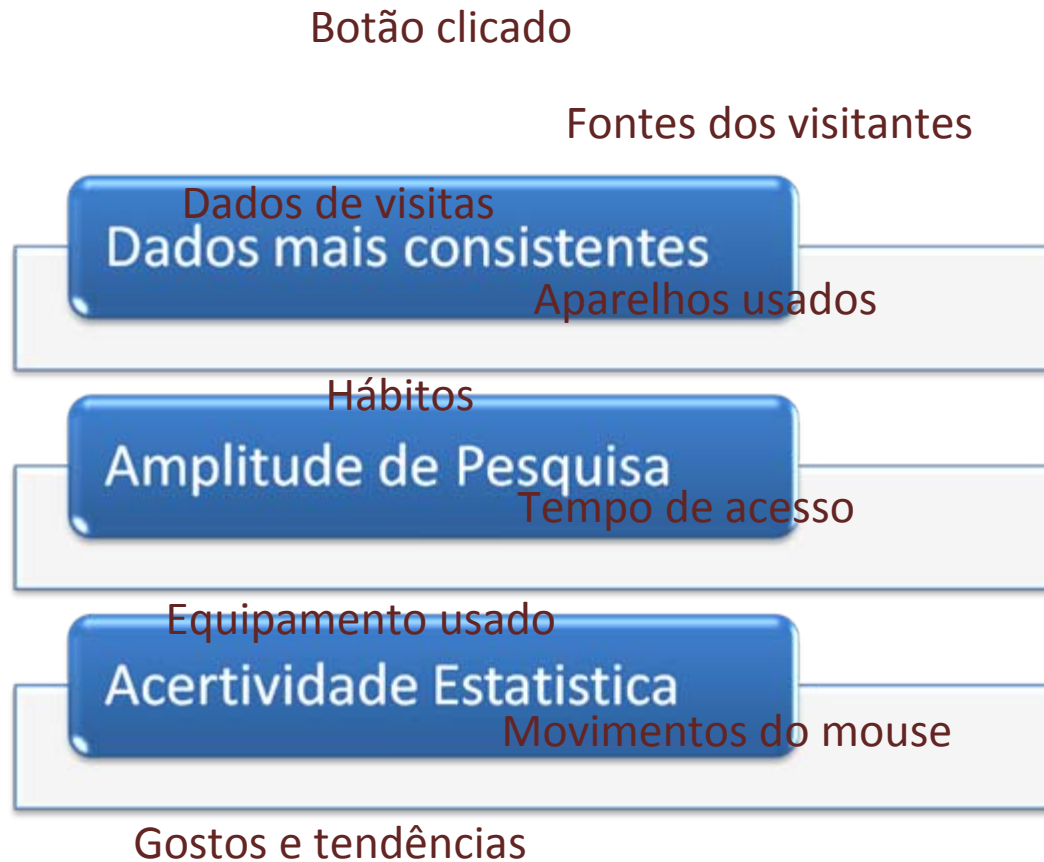 Botão clicado
Fontes dos visitantes
Dados de visitas
Dados mais consistentes
Aparelhos usados
Hábitos
Amplitude de Pesquisa
Tempo de acesso
Equipamento usado
Acertividade Estatistica
Movimentos do mouse
Gostos e tendências